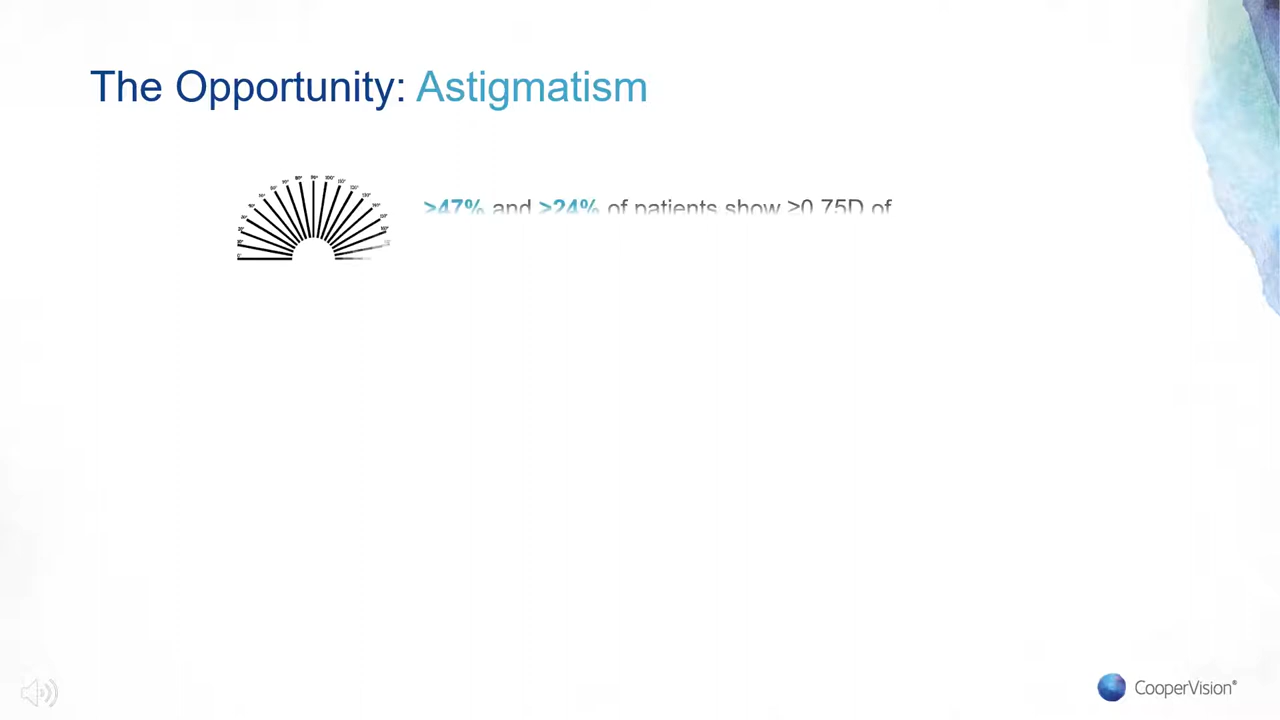 The Opportunity: Astigmatism
>47% and >24% of patients show ≥0.75D of
CooperVision®